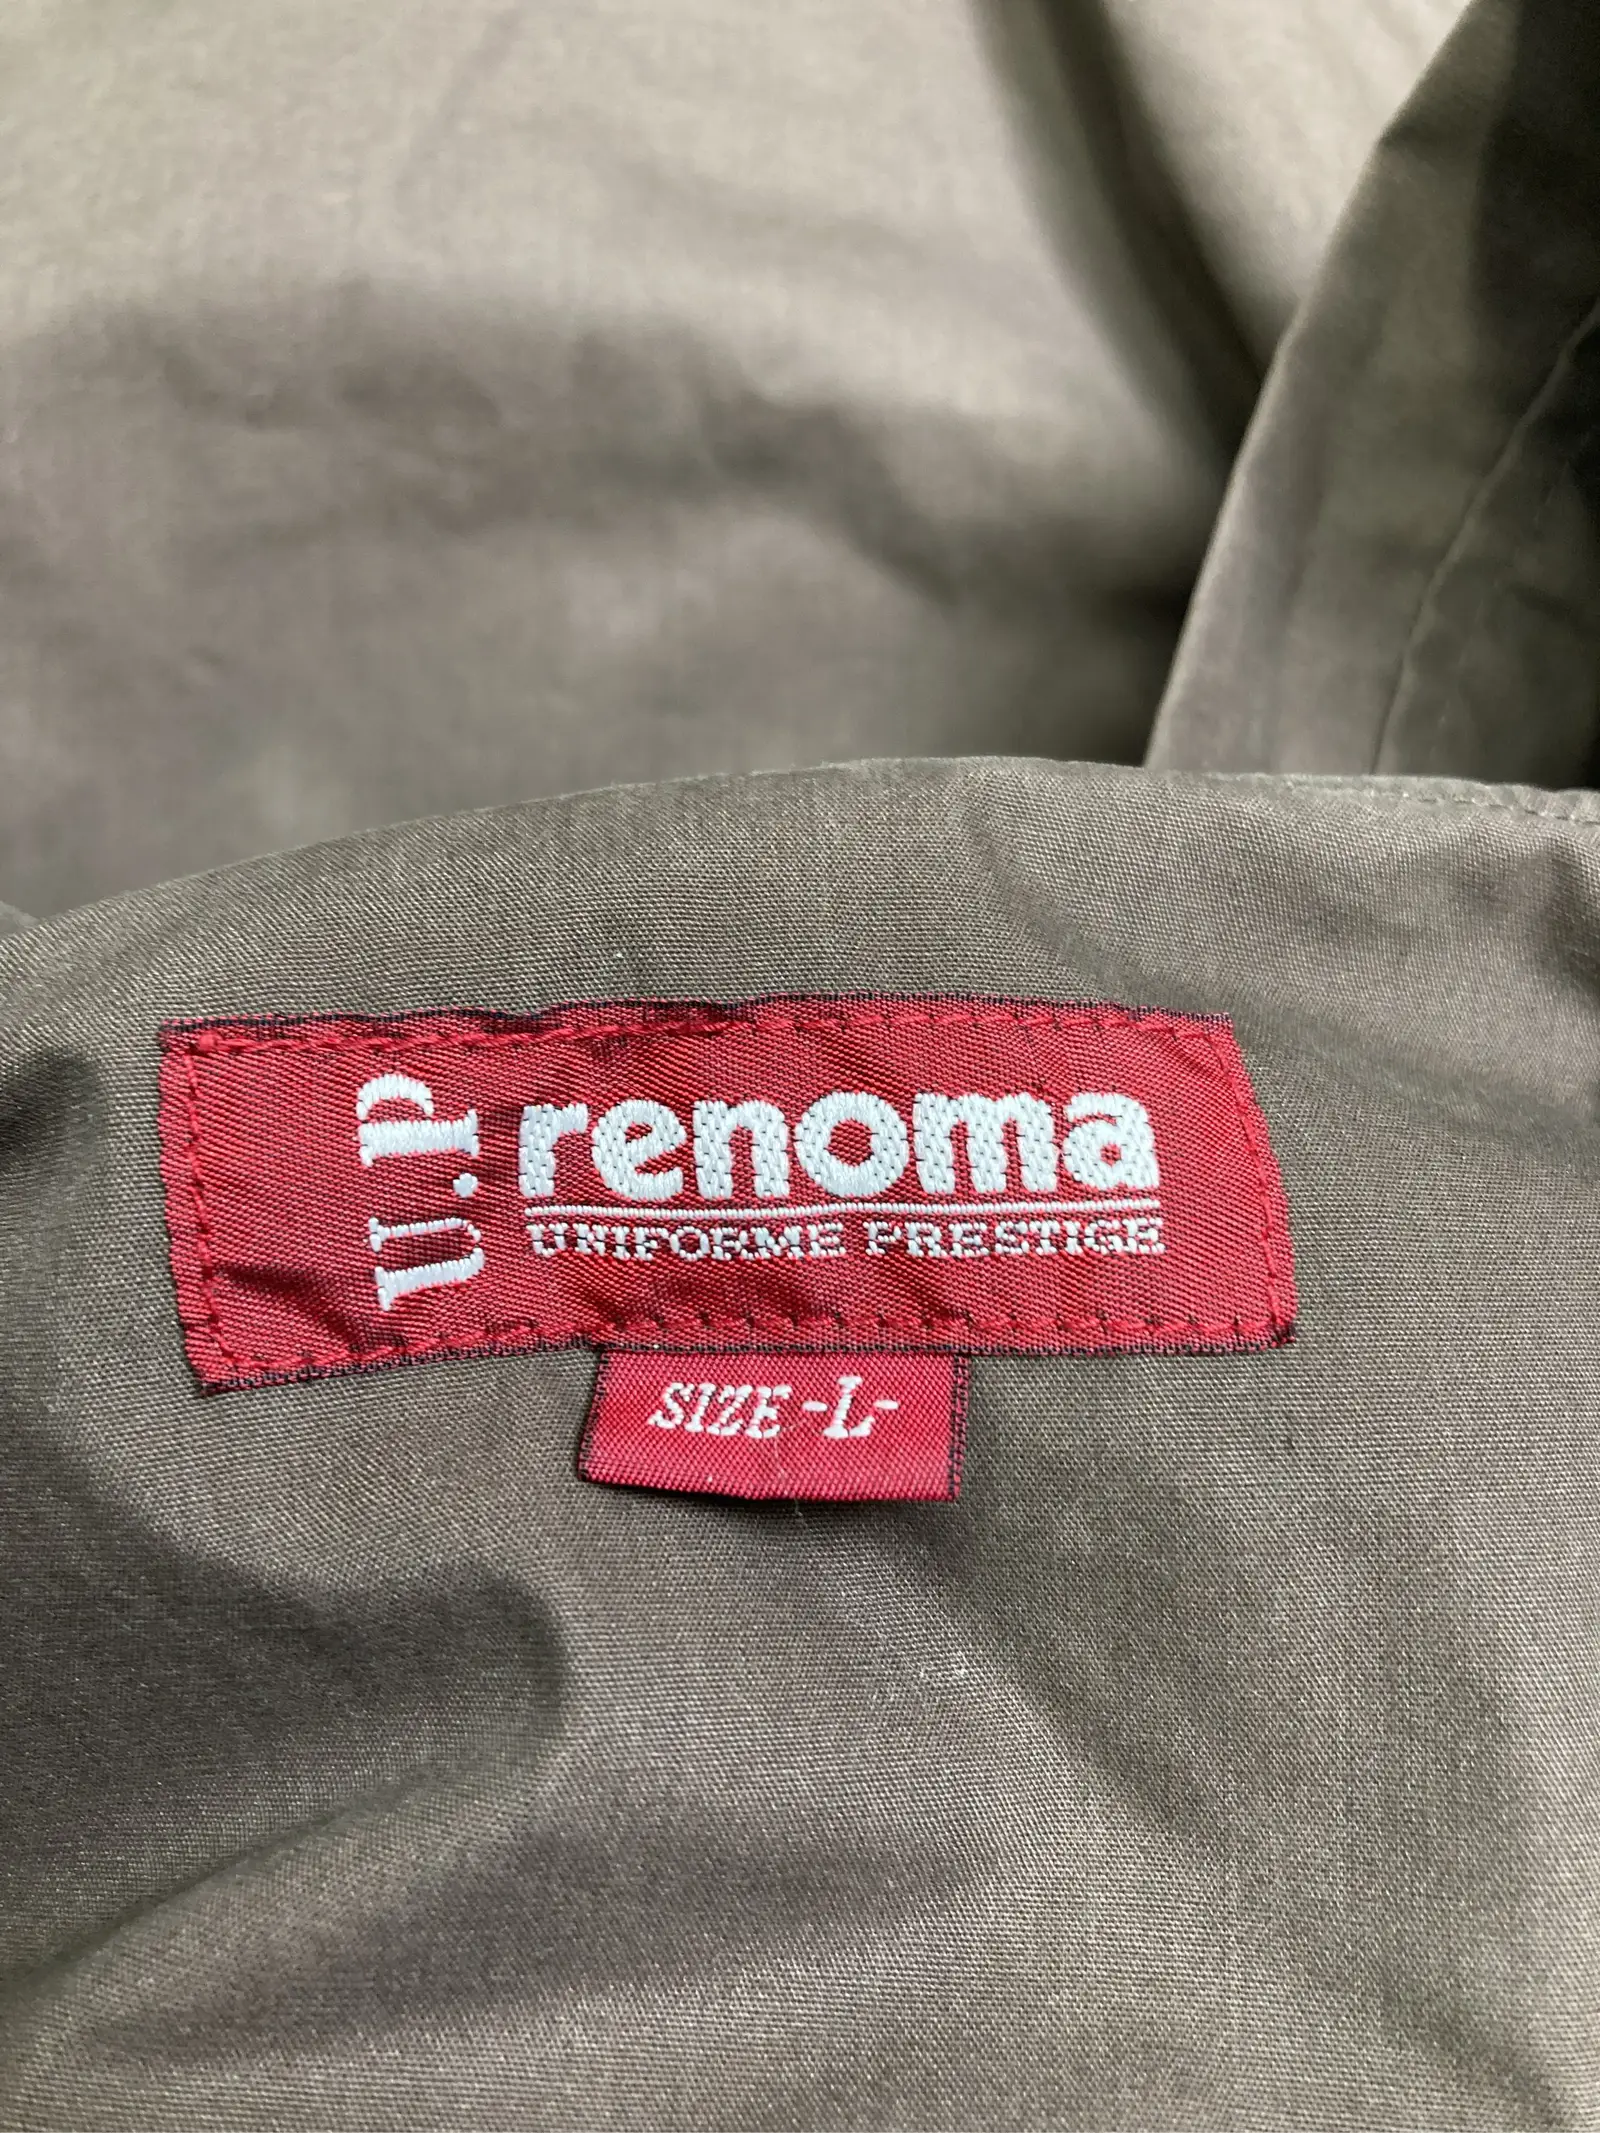 U.P
renoma
UNIFORME PRESTIGE
SIZE -L-